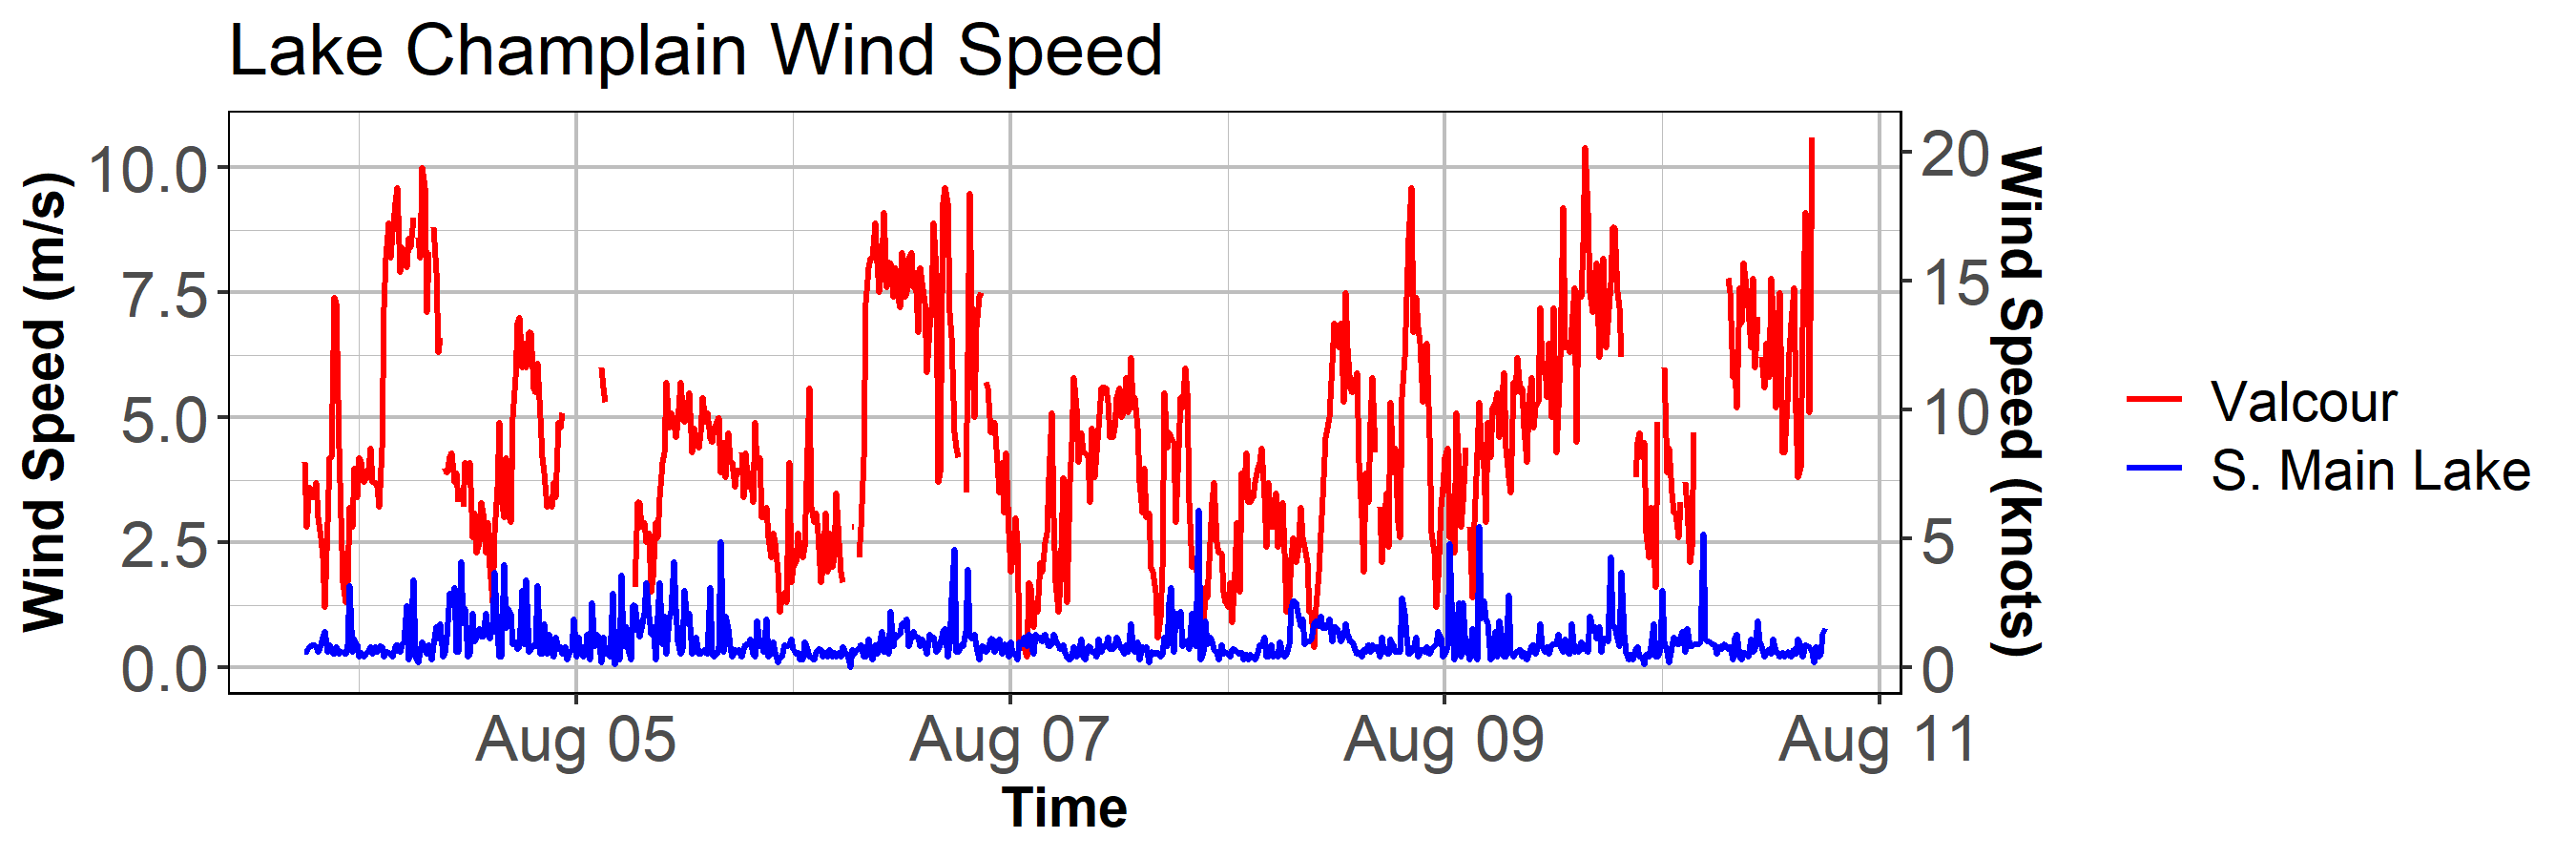 Lake Champlain Wind Speed
Wind Speed (m/s)
10.0
7.5
5.0
2.5
0.0
20
15
10
5
0
Wind Speed (knots)
Aug 05
Aug 07
Aug 09
Aug 11
Time
Valcour
S. Main Lake